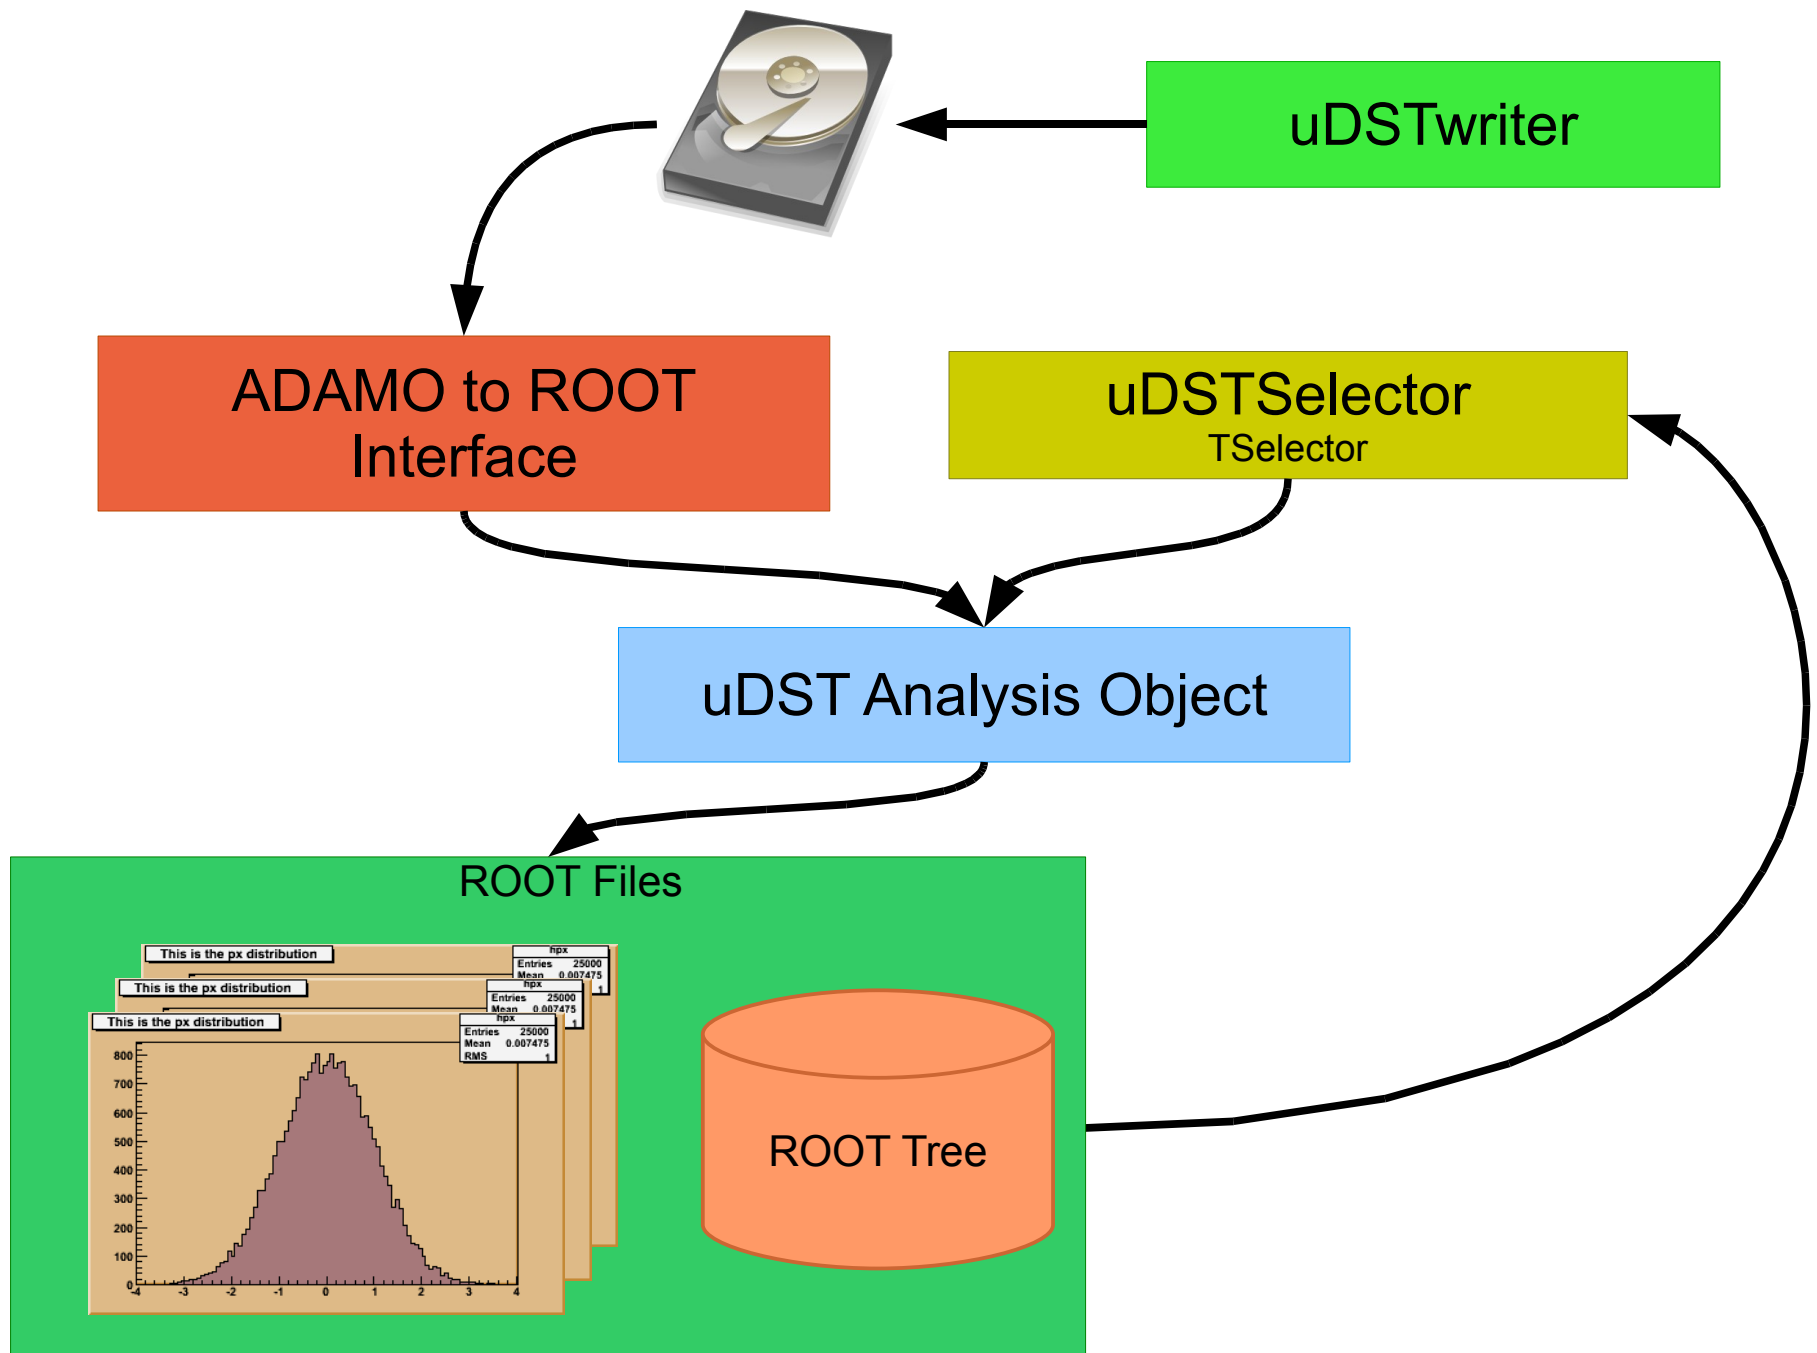 uDSTwriter
ADAMO to ROOT
Interface
uDSTSelector
TSelector
uDST Analysis Object
ROOT Files
This is the px distribution
hpx
Entries 25000
Mean 0.007475
1
This is the px distribution
hpx
Entries 25000
Mean 0.007475
1
This is the px distribution
hpx
Entries 25000
Mean 0.007475
RMS 1
800
700
600
500
400
300
200
100
0
-4 -3 -2 -1 0 1 2 3 4
ROOT Tree